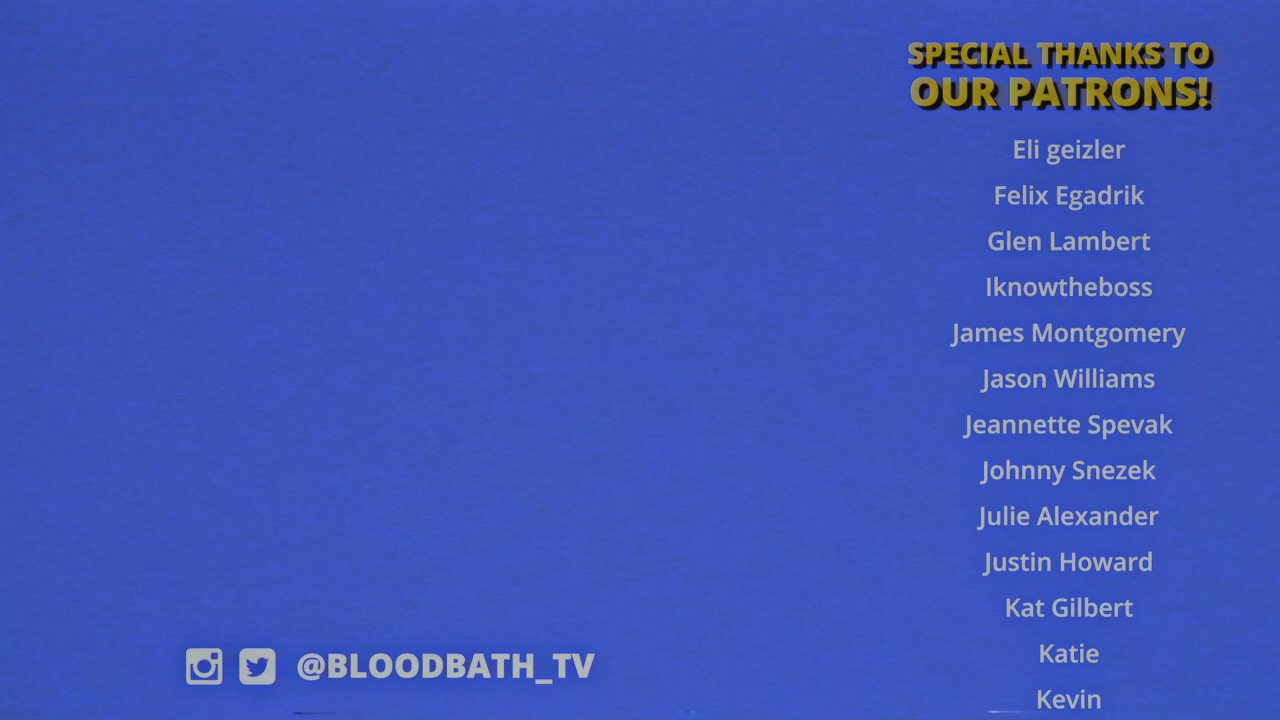 SPECIAL THANKS TO
OUR PATRONS!
Eli geizler
Felix Egadrik
Glen Lambert
Iknowtheboss
James Montgomery
Jason Williams
Jeannette Spevak
Johnny Snezek
Julie Alexander
Justin Howard
Kat Gilbert
Katie
Kevin
@BLOODBATH_TV